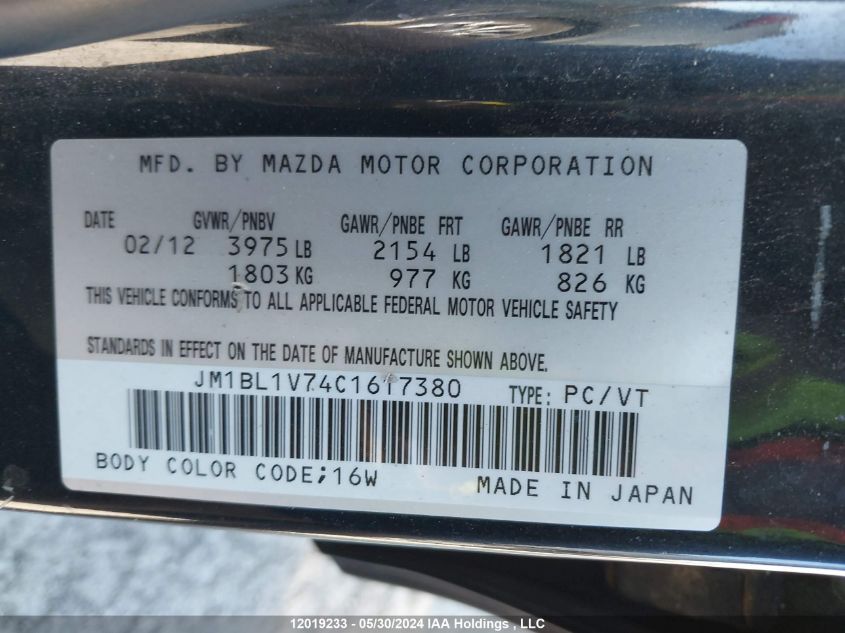 MFD. BY MAZDA MOTOR CORPORATION
DATE GVWR/PNBV GAWR/PNBE FRT GAWR/PNBE RR
02/12 3975 LB 2154 LB 1821 LB
1803 KG 977 KG 826 KG
THIS VEHICLE CONFORMS TO ALL APPLICABLE FEDERAL MOTOR VEHICLE SAFETY
STANDARDS IN EFFECT ON THE DATE OF MANUFACTURE SHOWN ABOVE.
JM1BL1V74C1617380 TYPE: PC/VT
BODY COLOR CODE;16W MADE IN JAPAN
12019233 - 05/30/2024 IAA Holdings , LLC